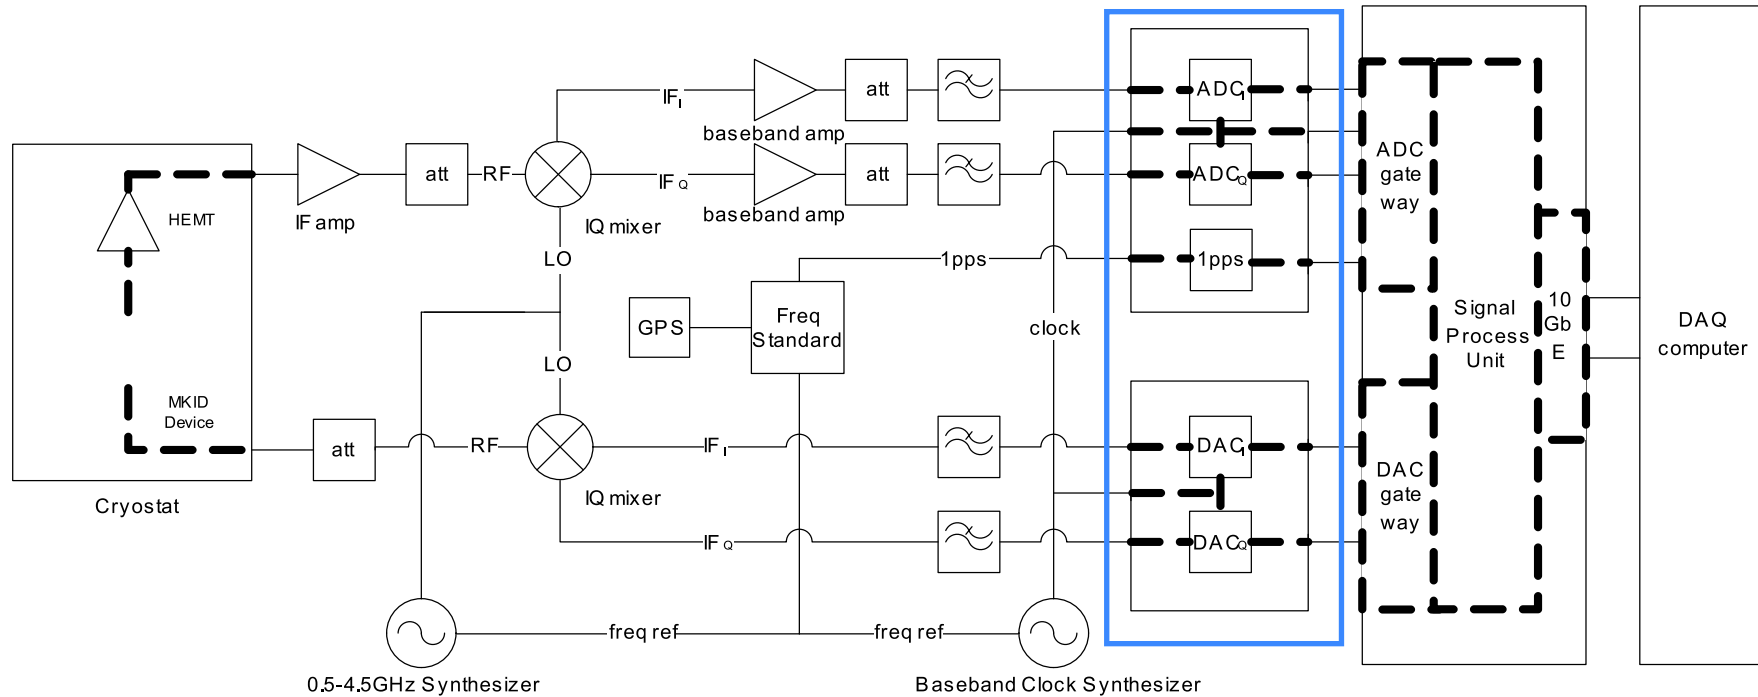 IF I
baseband amp
att
ADC I
IF Q
baseband amp
att
ADC Q
HEMT
IF amp
att
RF
IQ mixer
LO
ADC
gate
way
1pps
1pps
GPS
Freq
Standard
clock
Signal
Process
Unit
10
Gb
E
DAQ
computer
LO
MKID
Device
att
RF
IQ mixer
IF I
DAC I
IF Q
DAC Q
DAC
gate
way
Cryostat
freq ref
freq ref
0.5-4.5GHz Synthesizer
Baseband Clock Synthesizer